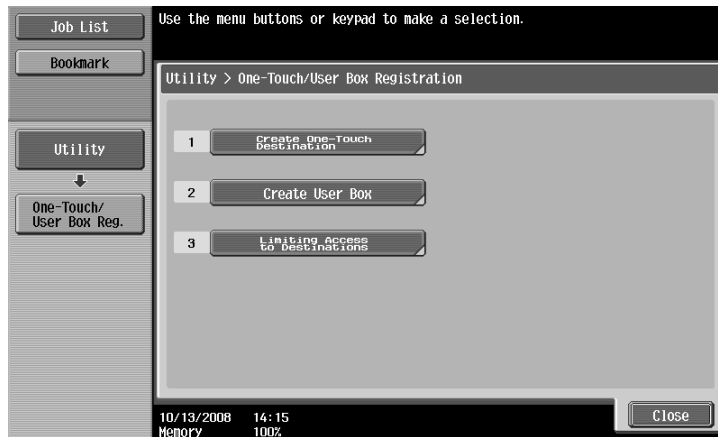 Job List
Use the menu buttons or keypad to make a selection.
Bookmark
Utility > One-Touch/User Box Registration
1
Create One-Touch
Destination
Utility
2
Create User Box
One-Touch/
User Box Reg.
3
Limiting Access
to Destinations
10/13/2008 14:15
Memory 100%
Close